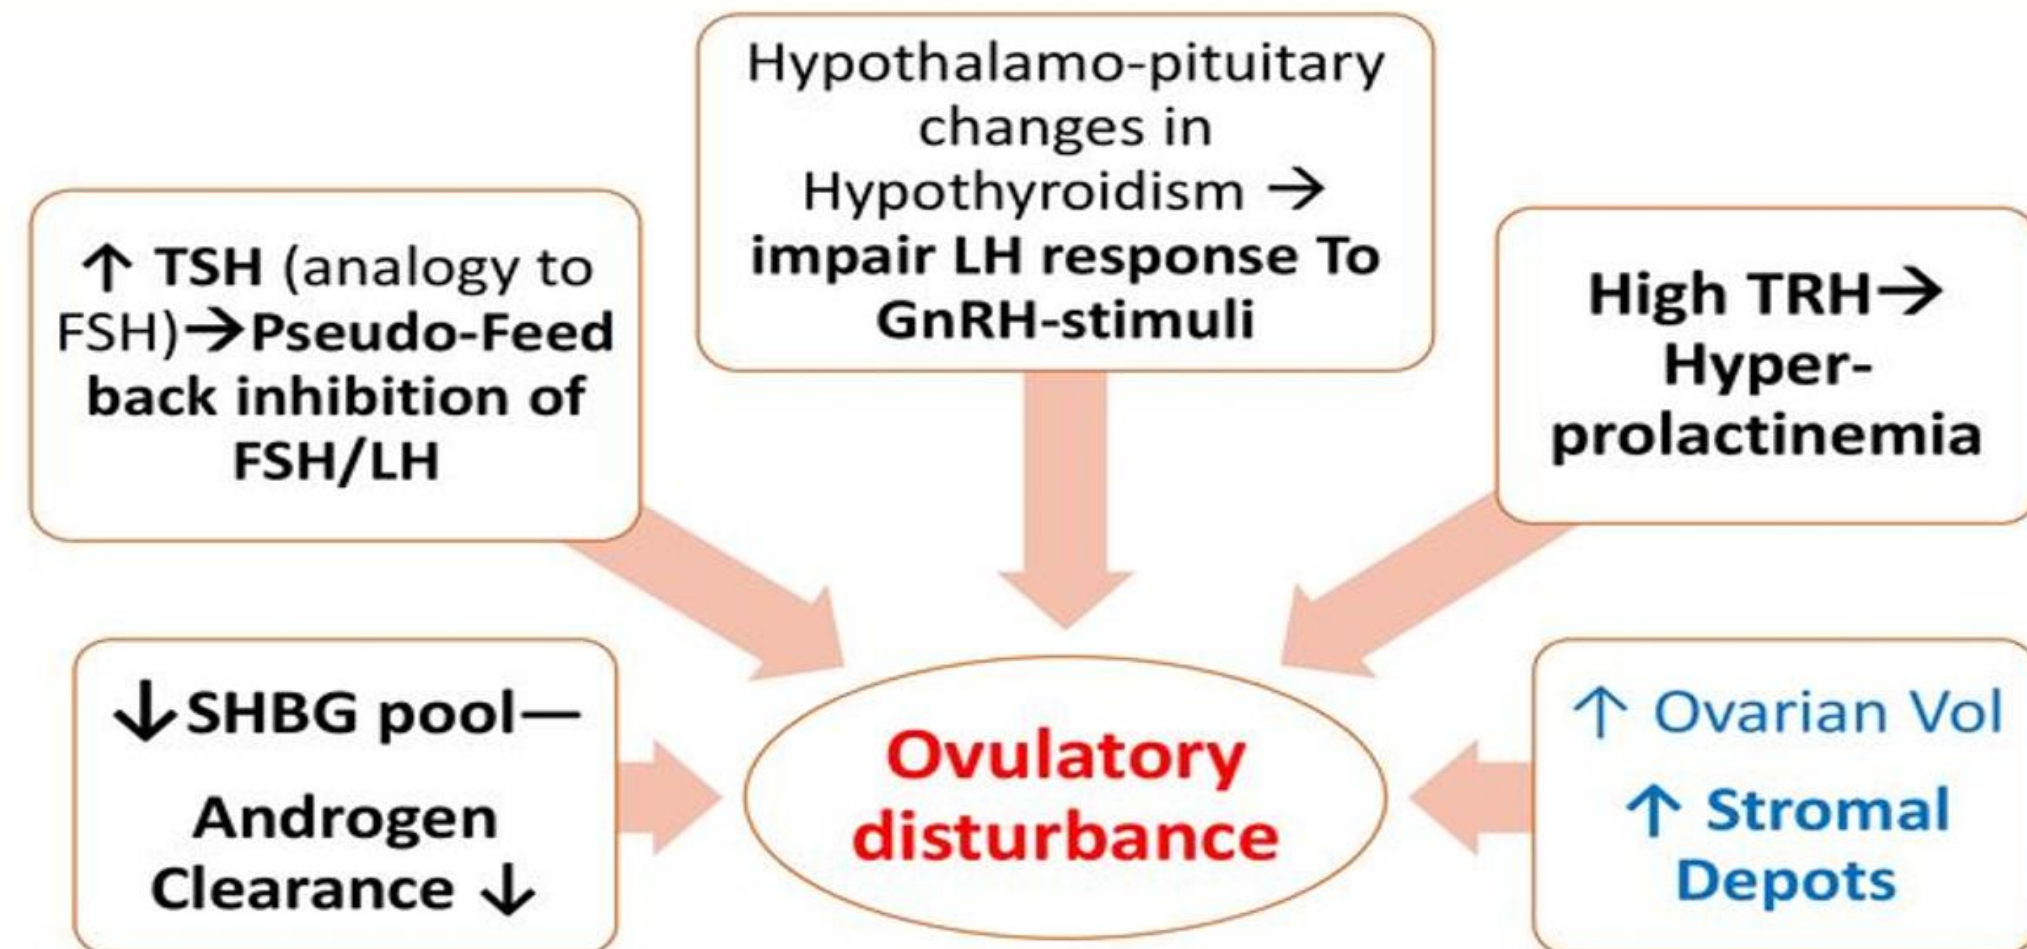 Hypothalamo-pituitary
changes in
Hypothyroidism →
impair LH response To
GnRH-stimuli
↑ TSH (analogy to
FSH)→Pseudo-Feed
back inhibition of
FSH/LH
High TRH→
Hyper-
prolactinemia
↓SHBG pool—
Androgen
Clearance ↓
Ovulatory
disturbance
↑ Ovarian Vol
↑ Stromal
Depots